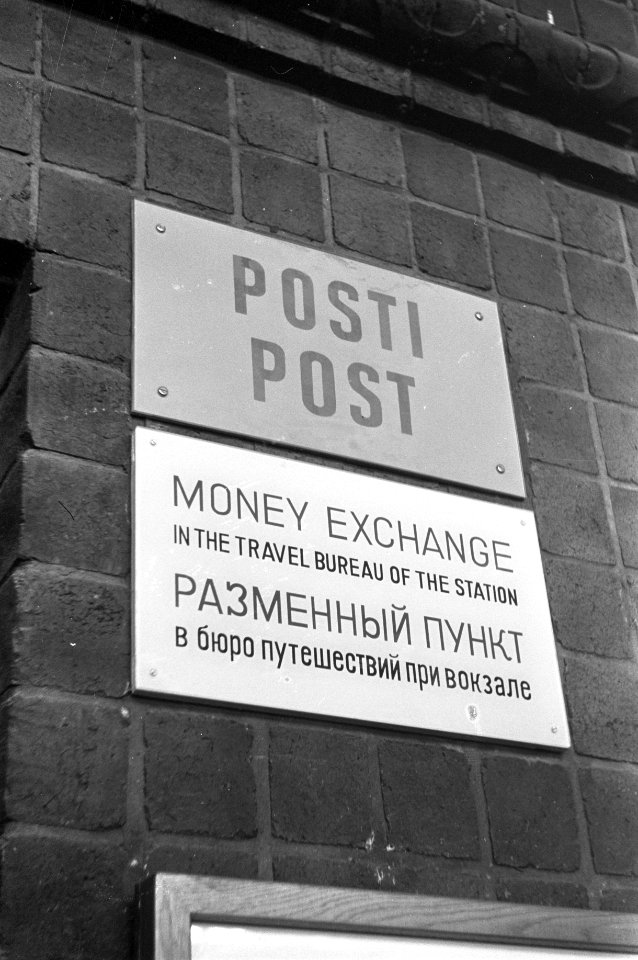 POSTI
POST
MONEY EXCHANGE
IN THE TRAVEL BUREAU OF THE STATION
РАЗМЕННЫЙ ПУНКТ
в бюро путешествий при вокзале